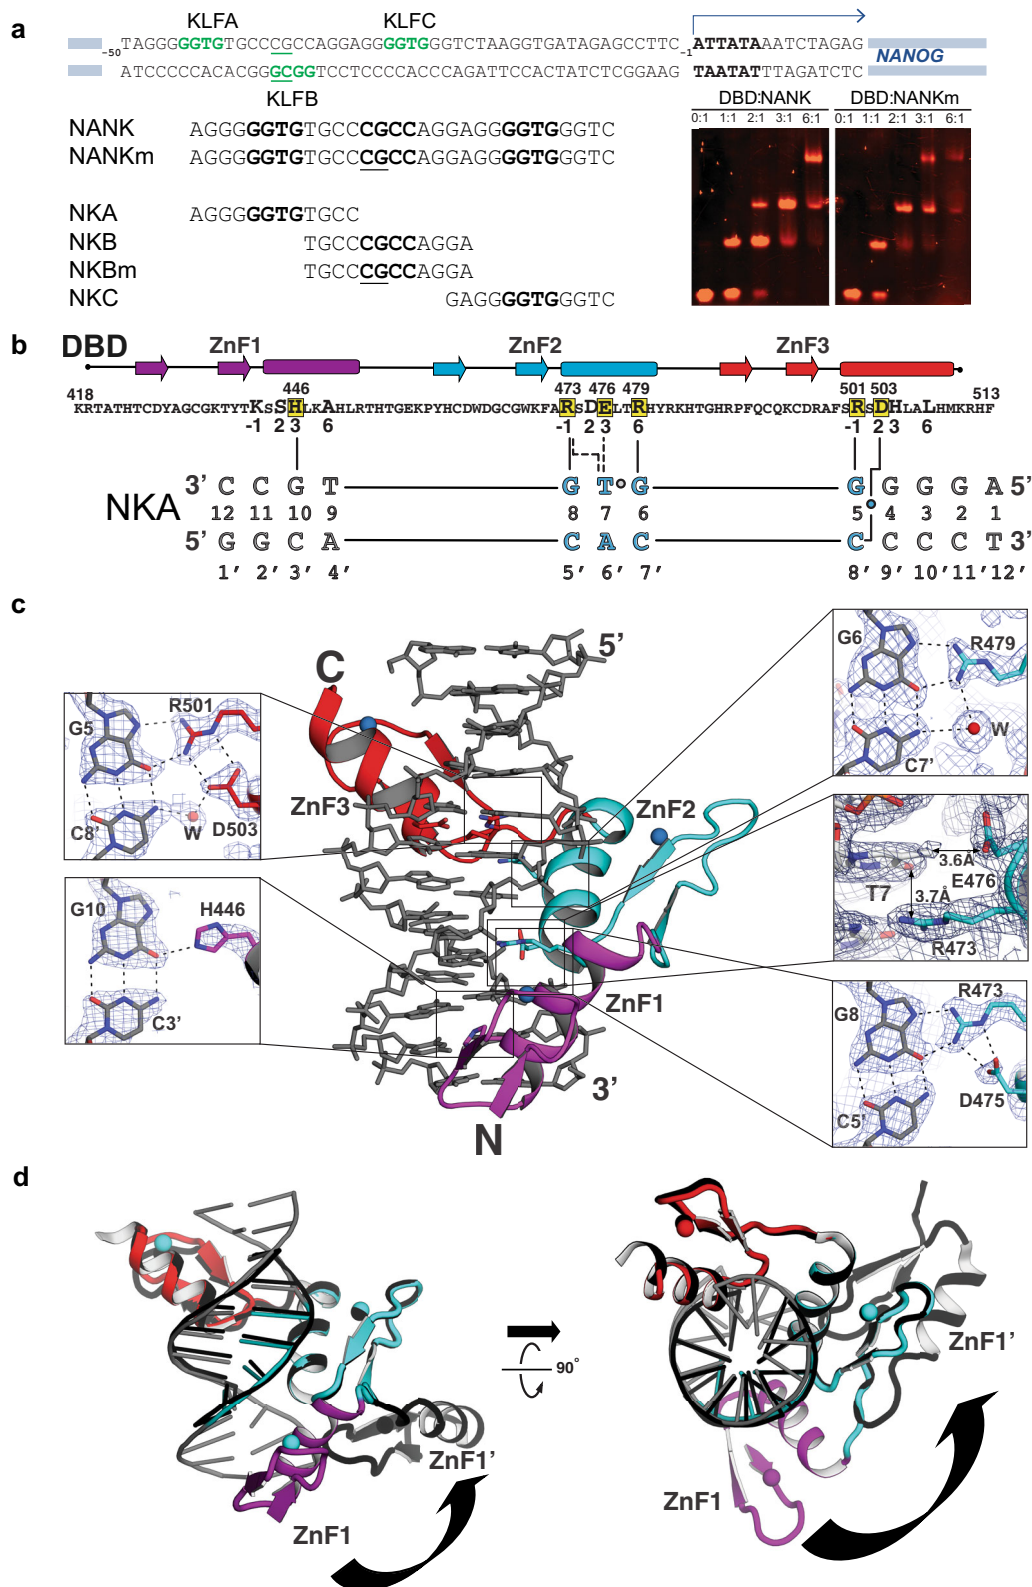 a
KLFA KLFC
-50 TAGGGGGTGTGCCCGCCAGGAGGGGTGGGTCTAAGGTGATAGAGCCTTC -1 ATTATAAATCTAGAG
ATCCCCCACACGGGCGGTCCTCCCCACCCAGATTCCACTATCTCGGAAG TAATATTTAGATCTC
NANOG
KLFB
DBD:NANK DBD:NANKm
0:1 1:1 2:1 3:1 6:1 0:1 1:1 2:1 3:1 6:1
NANK AGGGGGTGTGCCCGCCAGGAGGGGTGGGTC
NANKm AGGGGGTGTGCCCGCCAGGAGGGGTGGGTC
NKA AGGGGGTGTGCC
NKB TGCCCGCCAGGA
NKBm TGCCCGCCAGGA
NKC GAGGGGTGGGTC
b
DBD ZnF1 ZnF2 ZnF3
418 446 473 476 479 501 503 513
KRTATHTCDYAGCGKTYTKSSHLKAHLRTHTGEKPYHCDWDGCGWKFARSDELTRHYRKHTGHRPFQCQKCDRAFSRSDHLALHMKRHF
-1 2 3 6 -1 2 3 6 -1 2 3 6
NKA
3’ C C G T G T G G G G G A 5’
12 11 10 9 8 7 6 5 4 3 2 1
5’ G G C A C A C C C C C T 3’
1’ 2’ 3’ 4’ 5’ 6’ 7’ 8’ 9’ 10’ 11’ 12’
c
5’
C
ZnF3
ZnF2
ZnF1
3’
N
G5 R501
C8’ W D503
G10 H446
C3’
G6 R479
W
C7’
3.6Å
T7 E476
3.7Å
R473
R473
G8
D475
C5’
d
90°
ZnF1’
ZnF1
ZnF1’
ZnF1